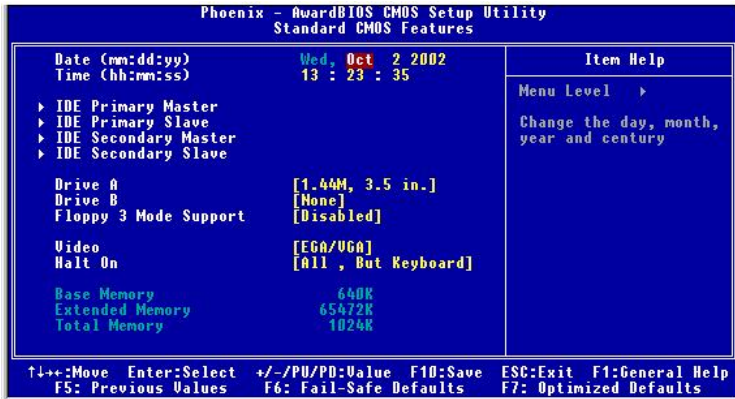 Phoenix - AwardBIOS CMOS Setup Utility
Standard CMOS Features
Date (mm:dd:yy) Wed, Oct 2 2002
Time (hh:mm:ss) 13 : 23 : 35
IDE Primary Master
IDE Primary Slave
IDE Secondary Master
IDE Secondary Slave
Drive A [1.44M, 3.5 in.]
Drive B [None]
Floppy 3 Mode Support [Disabled]
Video [EGA/VGA]
Halt On [All , But Keyboard]
Base Memory 640K
Extended Memory 65472K
Total Memory 1024K
Item Help
Menu Level
Change the day, month,
year and century
↑↓→←:Move Enter:Select +/-/PU/PD:Value F10:Save ESC:Exit F1:General Help
F5: Previous Values F6: Fail-Safe Defaults F7: Optimized Defaults